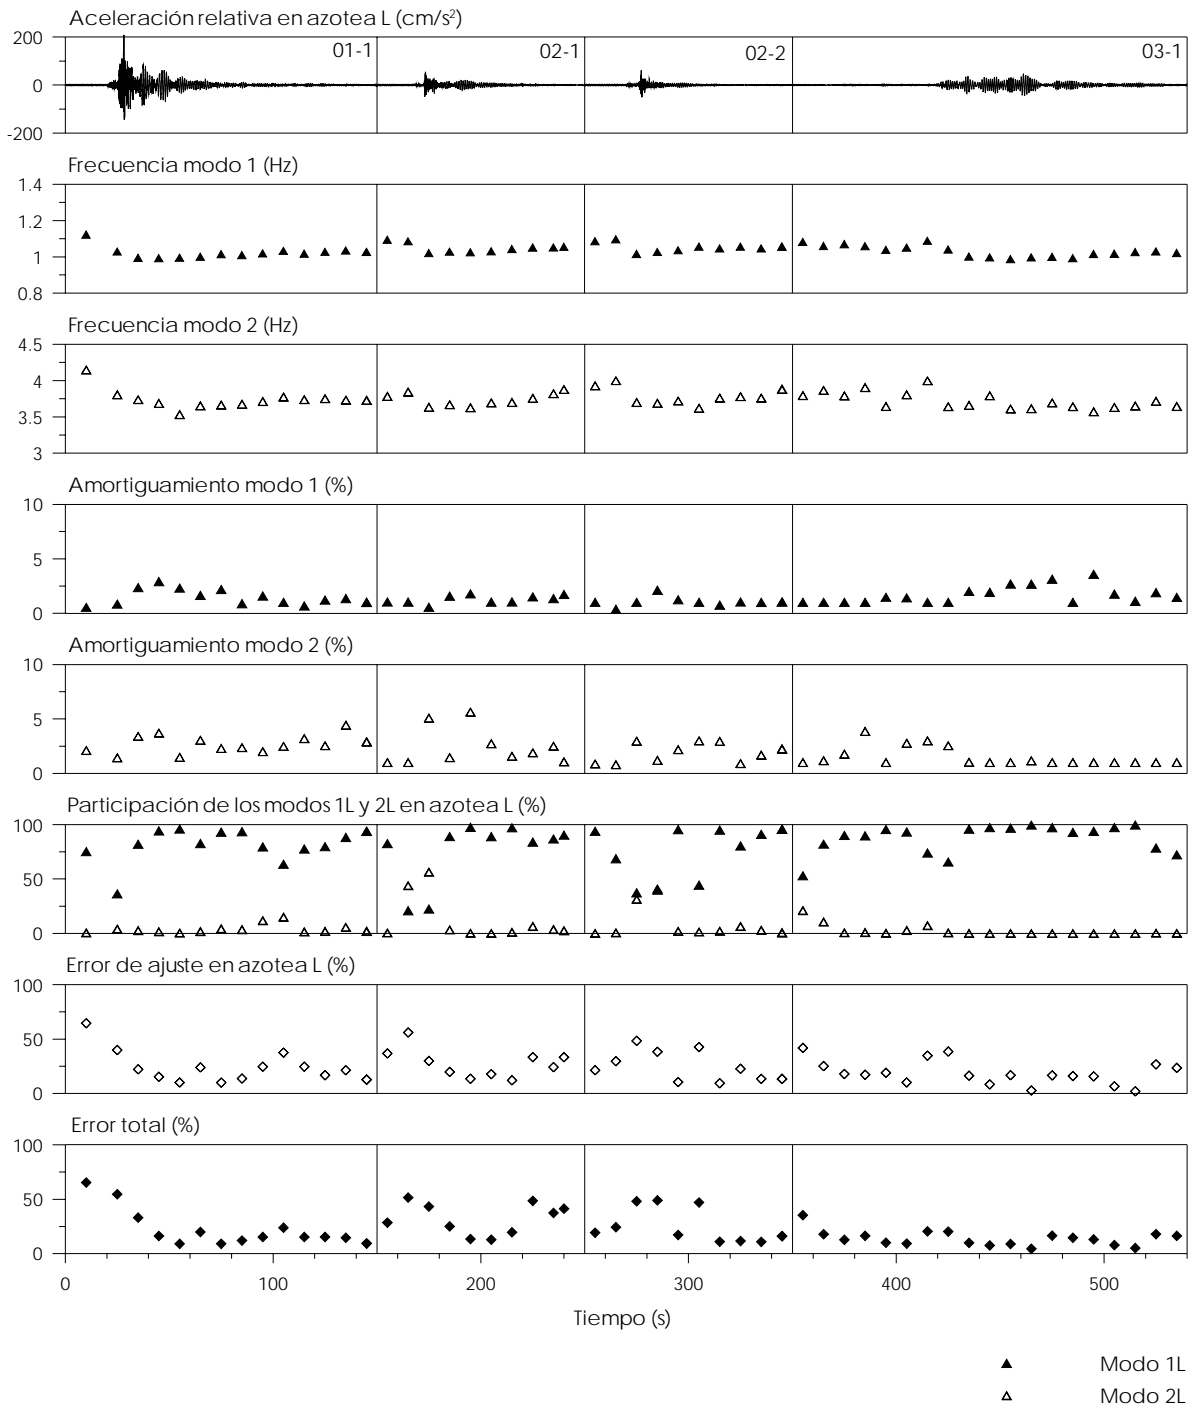 Aceleración relativa en azotea L (cm/s²)
200
0
-200
01-1
02-1
02-2
03-1
Frecuencia modo 1 (Hz)
1.4
1.2
1
0.8
Frecuencia modo 2 (Hz)
4.5
4
3.5
3
Amortiguamiento modo 1 (%)
10
5
0
Amortiguamiento modo 2 (%)
10
5
0
Participación de los modos 1L y 2L en azotea L (%)
100
50
0
Error de ajuste en azotea L (%)
100
50
0
Error total (%)
100
50
0
0 100 200 300 400 500
Tiempo (s)
Modo 1L
Modo 2L